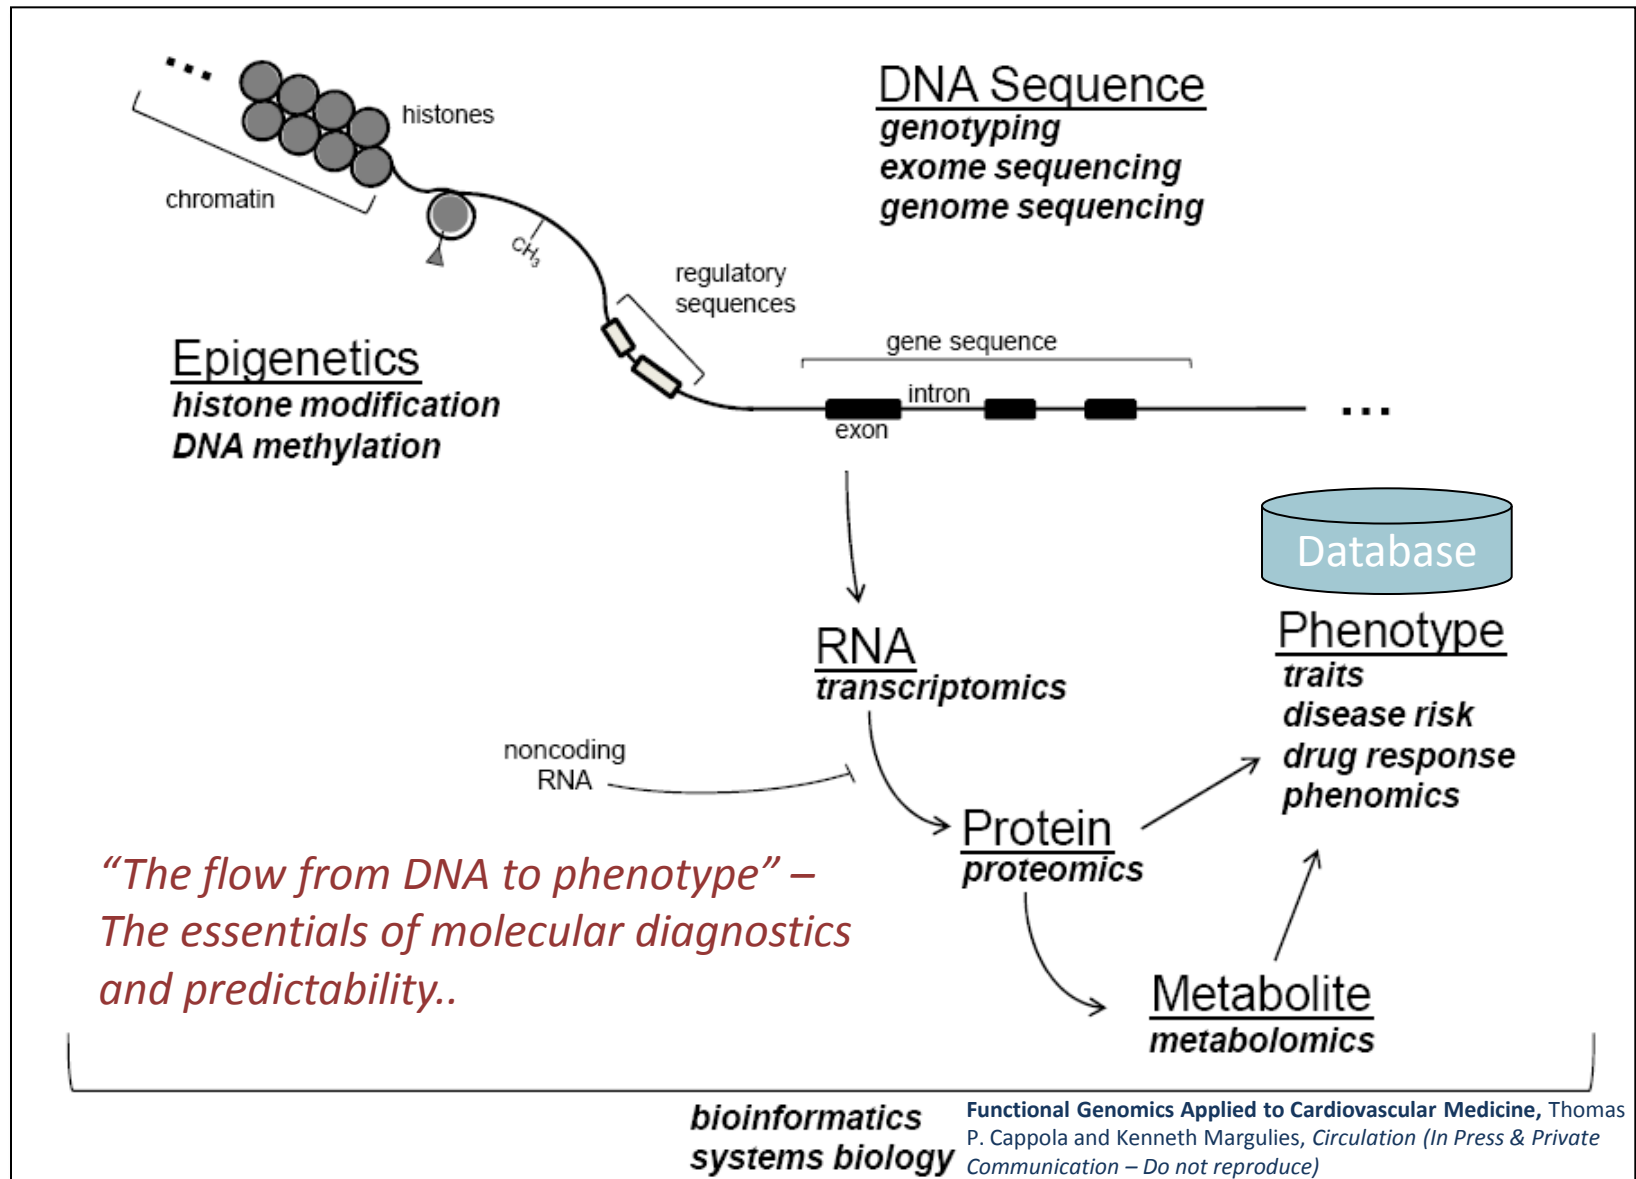 ...
histones
chromatin
CH3
DNA Sequence
genotyping
exome sequencing
genome sequencing
regulatory
sequences
Epigenetics
histone modification
DNA methylation
gene sequence
intron
exon
...
Database
RNA
transcriptomics
Phenotype
traits
disease risk
drug response
phenomics
noncoding
RNA
Protein
proteomics
“The flow from DNA to phenotype” –
The essentials of molecular diagnostics
and predictability..
Metabolite
metabolomics
bioinformatics
systems biology
Functional Genomics Applied to Cardiovascular Medicine, Thomas
P. Cappola and Kenneth Margulies, Circulation (In Press & Private
Communication – Do not reproduce)